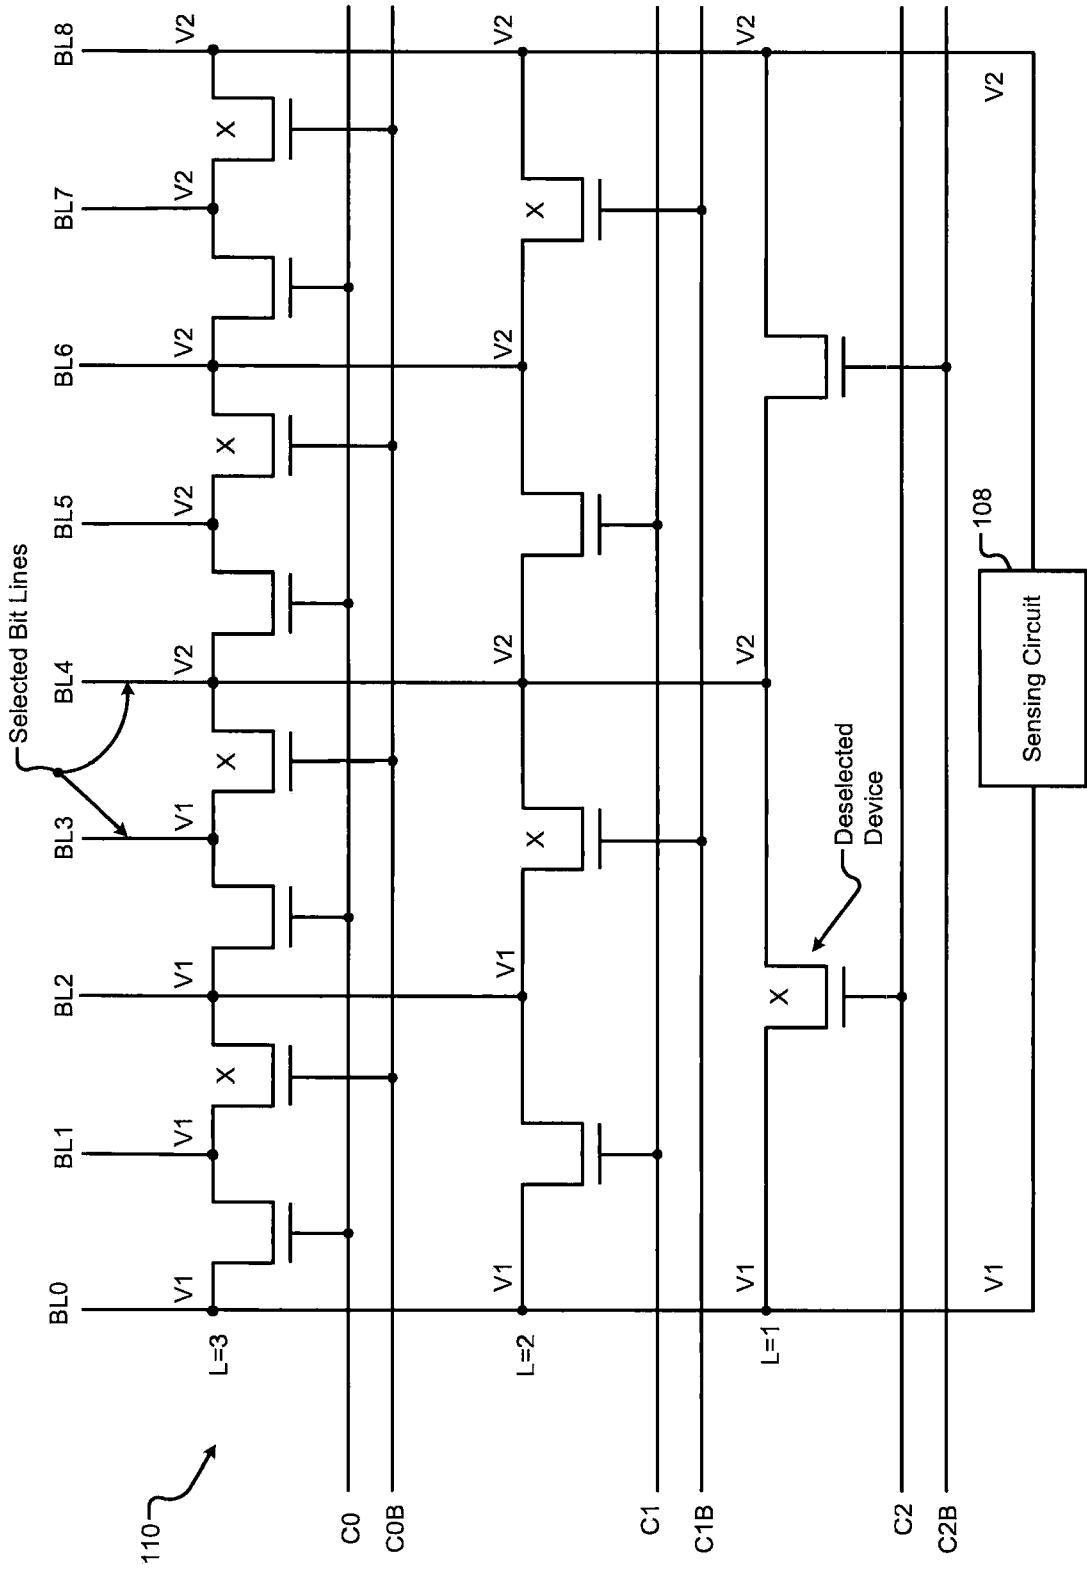 Selected Bit Lines
BL0
BL1
BL2
BL3
BL4
BL5
BL6
BL7
BL8
V1
V1
V1
V1
V2
V2
V2
V2
V2
L=3
X
X
X
X
110
C0
C0B
V1
V1
V2
V2
V2
L=2
X
X
C1
C1B
V1
V2
V2
L=1
X
Deselected
Device
C2
C2B
108
V1
V2
Sensing Circuit